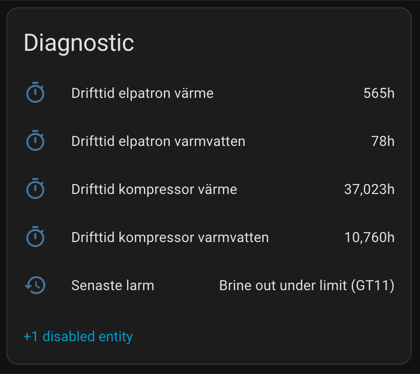 Diagnostic
Drifttid elpatron värme 565h
Drifttid elpatron varmvatten 78h
Drifttid kompressor värme 37,023h
Drifttid kompressor varmvatten 10,760h
Senaste larm Brine out under limit (GT11)
+1 disabled entity